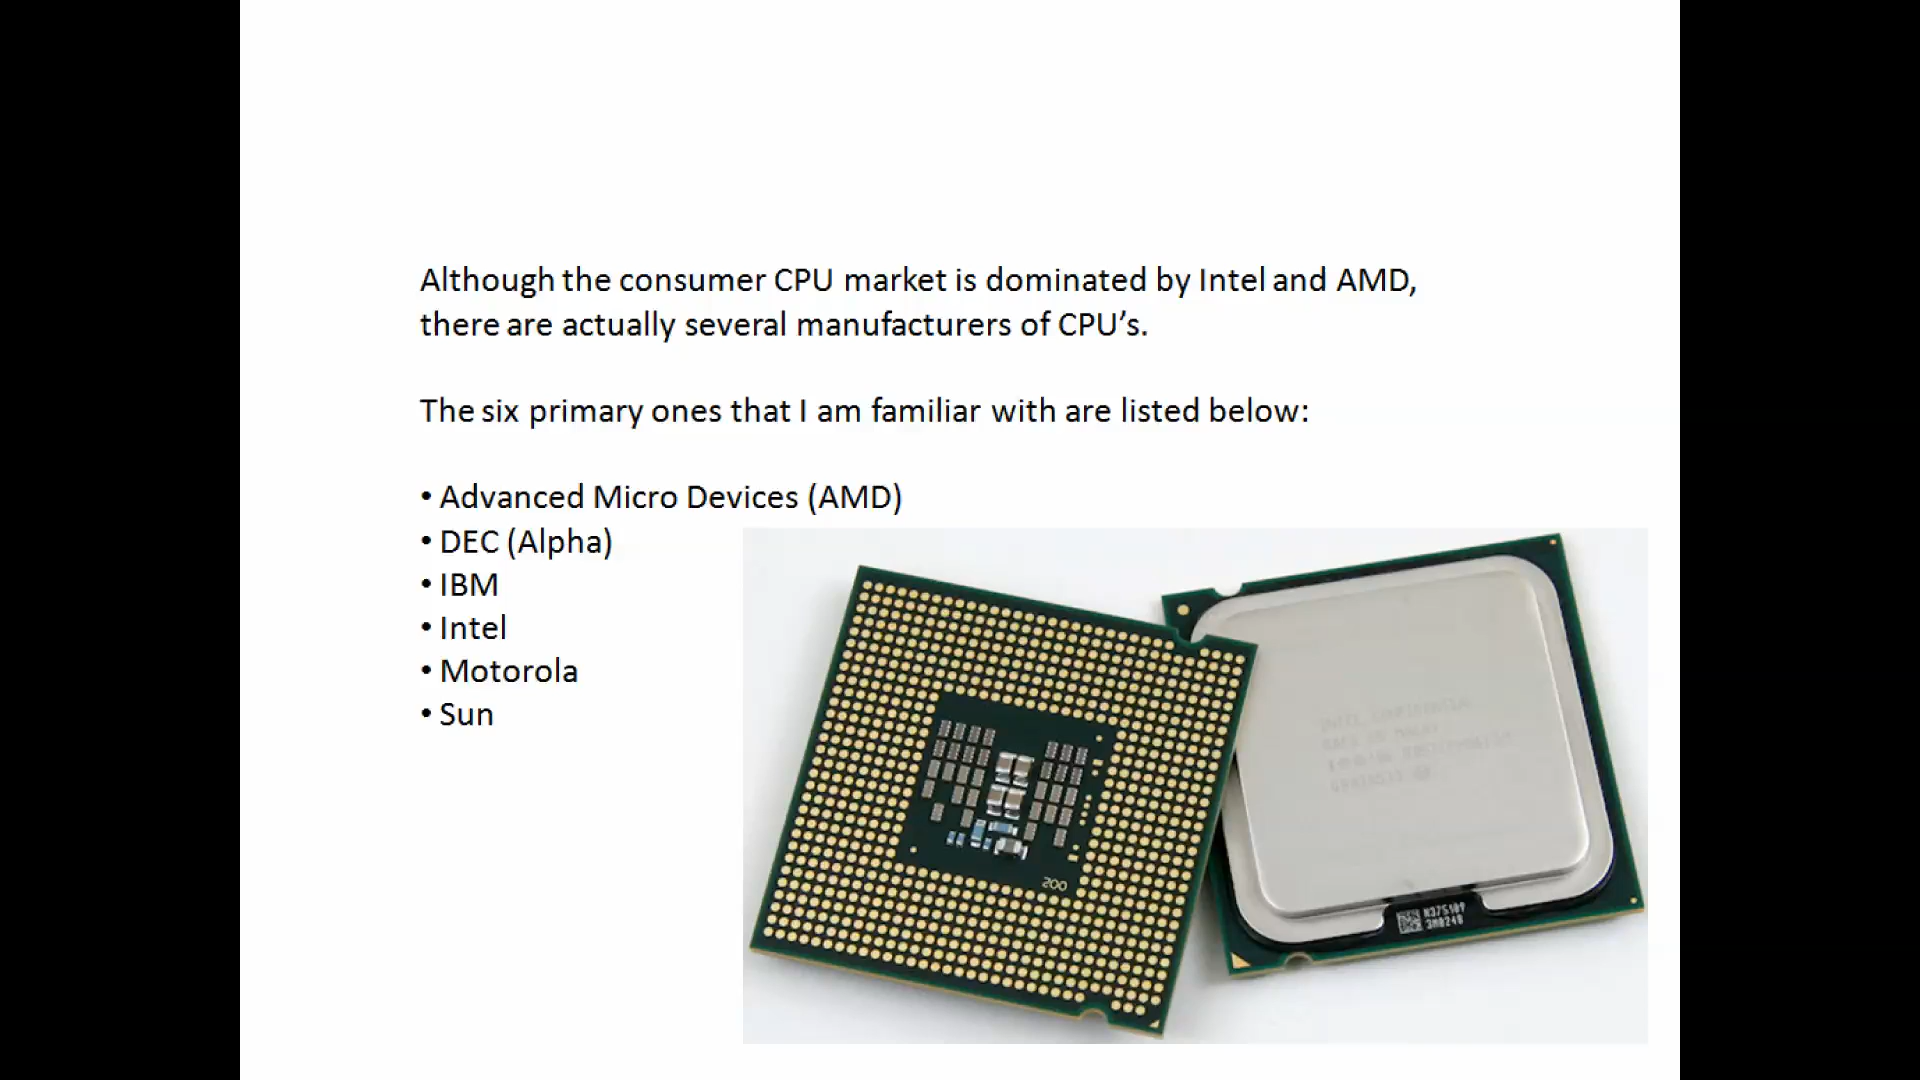 Although the consumer CPU market is dominated by Intel and AMD,
there are actually several manufacturers of CPU’s.
The six primary ones that I am familiar with are listed below:
• Advanced Micro Devices (AMD)
• DEC (Alpha)
• IBM
• Intel
• Motorola
• Sun
200